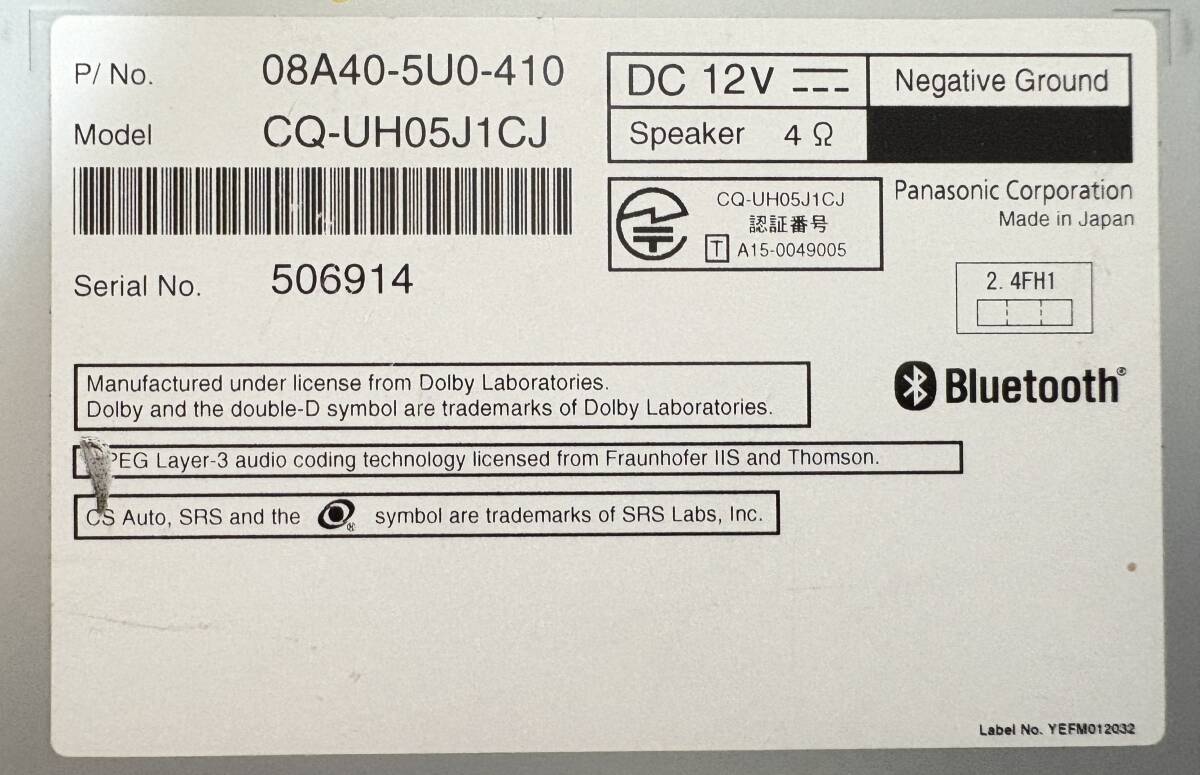 P/ No. 08A40-5U0-410
Model CQ-UH05J1CJ
Serial No. 506914
DC 12V
Negative Ground
Speaker 4 Ω
CQ-UH05J1CJ
認証番号
T A15-0049005
Panasonic Corporation
Made in Japan
2. 4FH1
Bluetooth®
Manufactured under license from Dolby Laboratories.
Dolby and the double-D symbol are trademarks of Dolby Laboratories.
Layer-3 audio coding technology licensed from Fraunhofer IIS and Thomson.
CS Auto, SRS and the ® symbol are trademarks of SRS Labs, Inc.
Label No. YEFM012032